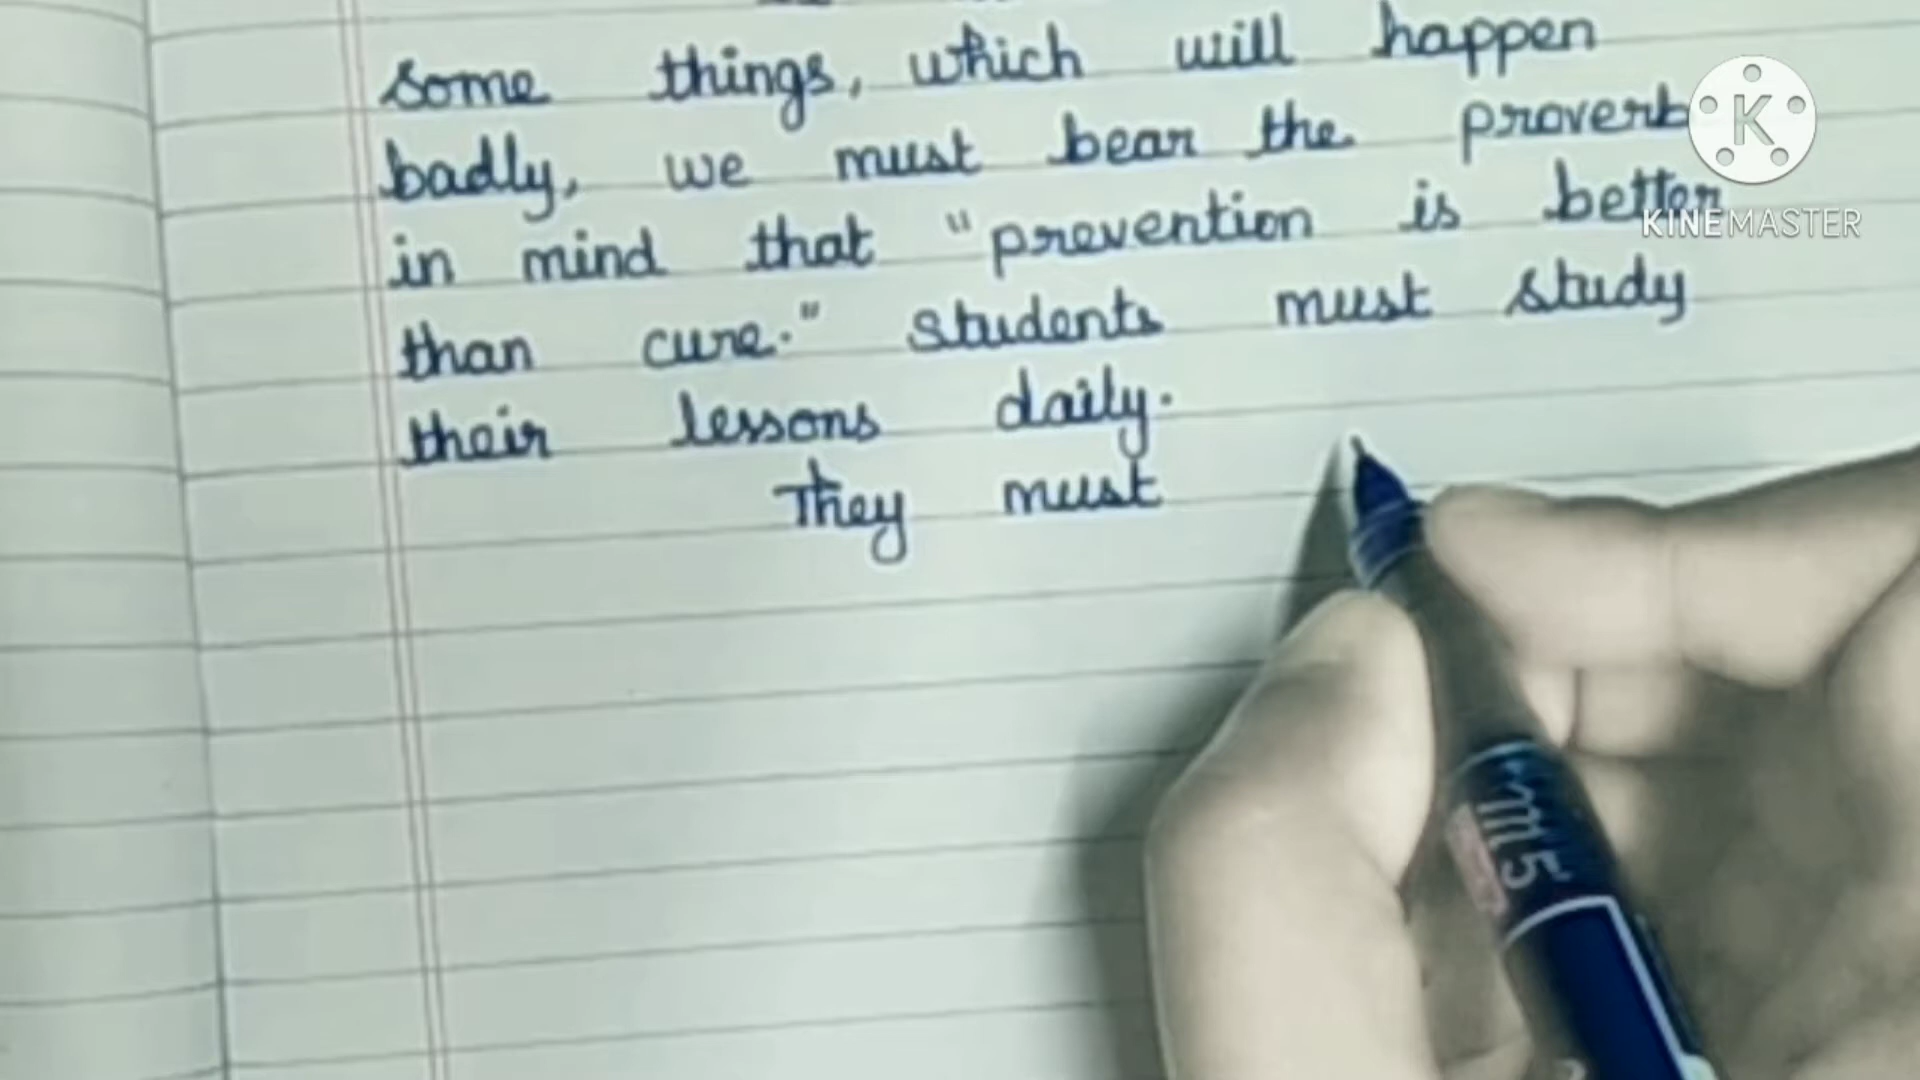 some things, which will happen
badly, we must bear the proverb
in mind that "prevention is better
than cure." students must study
their lessons daily.
They must
K
KINEMASTER